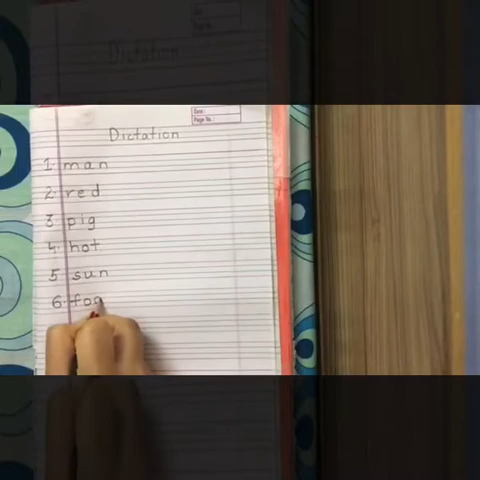 Date:
Page No.:
Dictation
1. man
2. red
3. pig
4. hot
5. sun
6. fog